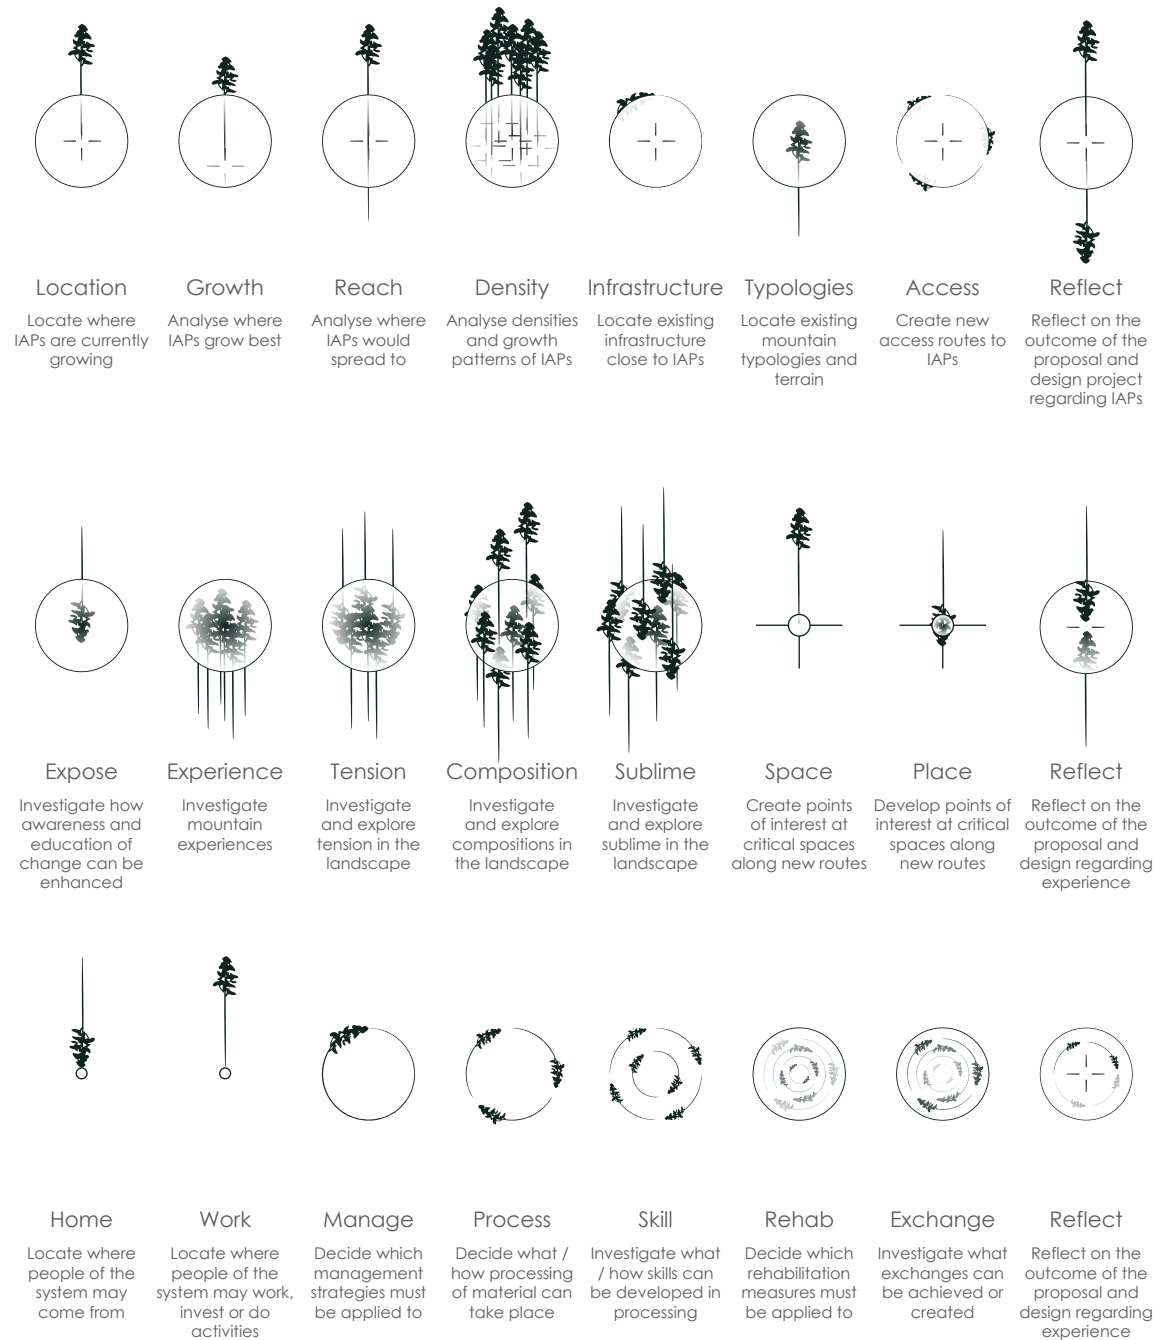 Location
Growth
Reach
Density
Infrastructure
Typologies
Access
Reflect
Locate where
IAPs are currently
growing
Analyse where
IAPs grow best
Analyse where
IAPs would
spread to
Analyse densities
and growth
patterns of IAPs
Locate existing
infrastructure
close to IAPs
Locate existing
mountain
typologies and
terrain
Create new
access routes to
IAPs
Reflect on the
outcome of the
proposal and
design project
regarding IAPs
Expose
Experience
Tension
Composition
Sublime
Space
Place
Reflect
Investigate how
awareness and
education of
change can be
enhanced
Investigate
mountain
experiences
Investigate
and explore
tension in the
landscape
Investigate
and explore
compositions in
the landscape
Investigate
and explore
sublime in the
landscape
Create points
of interest at
critical spaces
along new routes
Develop points of
interest at critical
spaces along
new routes
Reflect on the
outcome of the
proposal and
design regarding
experience
Home
Work
Manage
Process
Skill
Rehab
Exchange
Reflect
Locate where
people of the
system may
come from
Locate where
people of the
system may work,
invest or do
activities
Decide which
management
strategies must
be applied to
Decide what /
how processing
of material can
take place
Investigate what
/ how skills can
be developed in
processing
Decide which
rehabilitation
measures must
be applied to
Investigate what
exchanges can
be achieved or
created
Reflect on the
outcome of the
proposal and
design regarding
experience